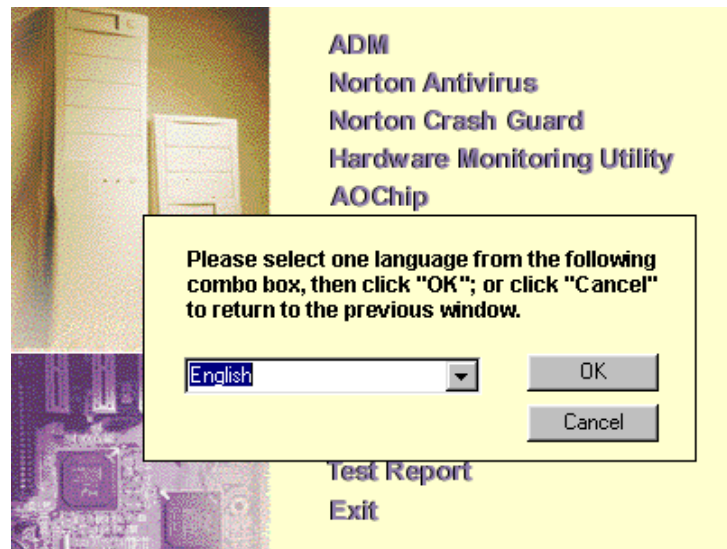 ADM
Norton Antivirus
Norton Crash Guard
Hardware Monitoring Utility
AOChip
Please select one language from the following
combo box, then click "OK"; or click "Cancel"
to return to the previous window.
English
OK
Cancel
Test Report
Exit